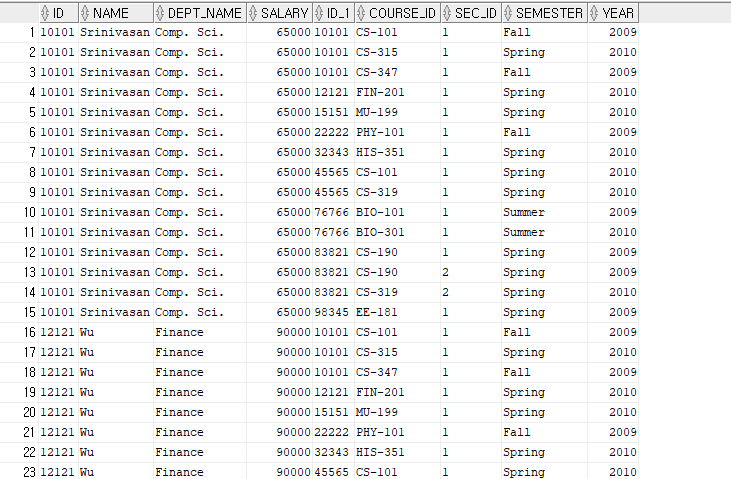 ID NAME DEPT_NAME SALARY ID_1 COURSE_ID SEC_ID SEMESTER YEAR
1 10101 Srinivasan Comp. Sci. 65000 10101 CS-101 1 Fall 2009
2 10101 Srinivasan Comp. Sci. 65000 10101 CS-315 1 Spring 2010
3 10101 Srinivasan Comp. Sci. 65000 10101 CS-347 1 Fall 2009
4 10101 Srinivasan Comp. Sci. 65000 12121 FIN-201 1 Spring 2010
5 10101 Srinivasan Comp. Sci. 65000 15151 MU-199 1 Spring 2010
6 10101 Srinivasan Comp. Sci. 65000 22222 PHY-101 1 Fall 2009
7 10101 Srinivasan Comp. Sci. 65000 32343 HIS-351 1 Spring 2010
8 10101 Srinivasan Comp. Sci. 65000 45565 CS-101 1 Spring 2010
9 10101 Srinivasan Comp. Sci. 65000 45565 CS-319 1 Spring 2010
10 10101 Srinivasan Comp. Sci. 65000 76766 BIO-101 1 Summer 2009
11 10101 Srinivasan Comp. Sci. 65000 76766 BIO-301 1 Summer 2010
12 10101 Srinivasan Comp. Sci. 65000 83821 CS-190 1 Spring 2009
13 10101 Srinivasan Comp. Sci. 65000 83821 CS-190 2 Spring 2009
14 10101 Srinivasan Comp. Sci. 65000 83821 CS-319 2 Spring 2010
15 10101 Srinivasan Comp. Sci. 65000 98345 EE-181 1 Spring 2009
16 12121 Wu Finance 90000 10101 CS-101 1 Fall 2009
17 12121 Wu Finance 90000 10101 CS-315 1 Spring 2010
18 12121 Wu Finance 90000 10101 CS-347 1 Fall 2009
19 12121 Wu Finance 90000 12121 FIN-201 1 Spring 2010
20 12121 Wu Finance 90000 15151 MU-199 1 Spring 2010
21 12121 Wu Finance 90000 22222 PHY-101 1 Fall 2009
22 12121 Wu Finance 90000 32343 HIS-351 1 Spring 2010
23 12121 Wu Finance 90000 45565 CS-101 1 Spring 2010